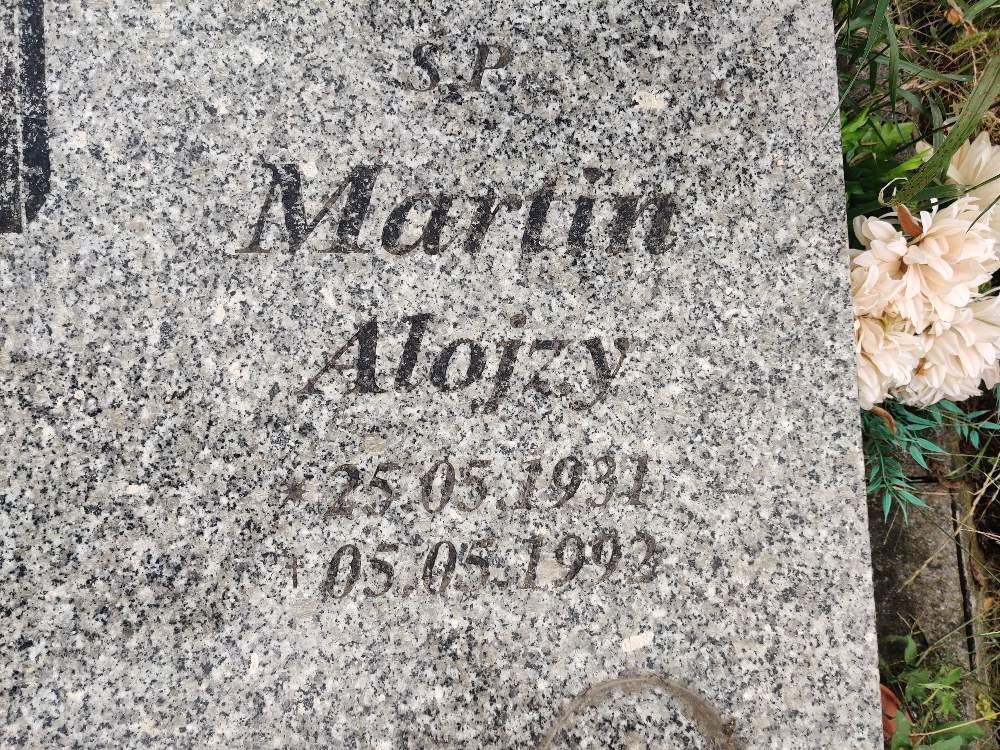 S.P
Martin
Alojzy
* 25.05.1931
† 05.05.1992